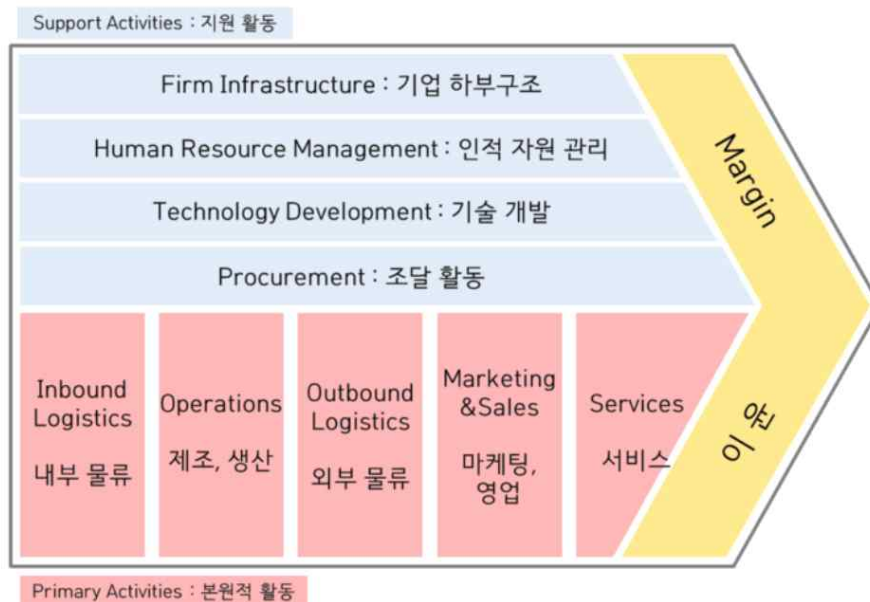 Support Activities : 지원 활동
Firm Infrastructure : 기업 하부구조
Human Resource Management : 인적 자원 관리
Technology Development : 기술 개발
Procurement : 조달 활동
Margin
이 윤
Inbound
Logistics
내부 물류
Operations
제조, 생산
Outbound
Logistics
외부 물류
Marketing
&Sales
마케팅,
영업
Services
서비스
Primary Activities : 본원적 활동